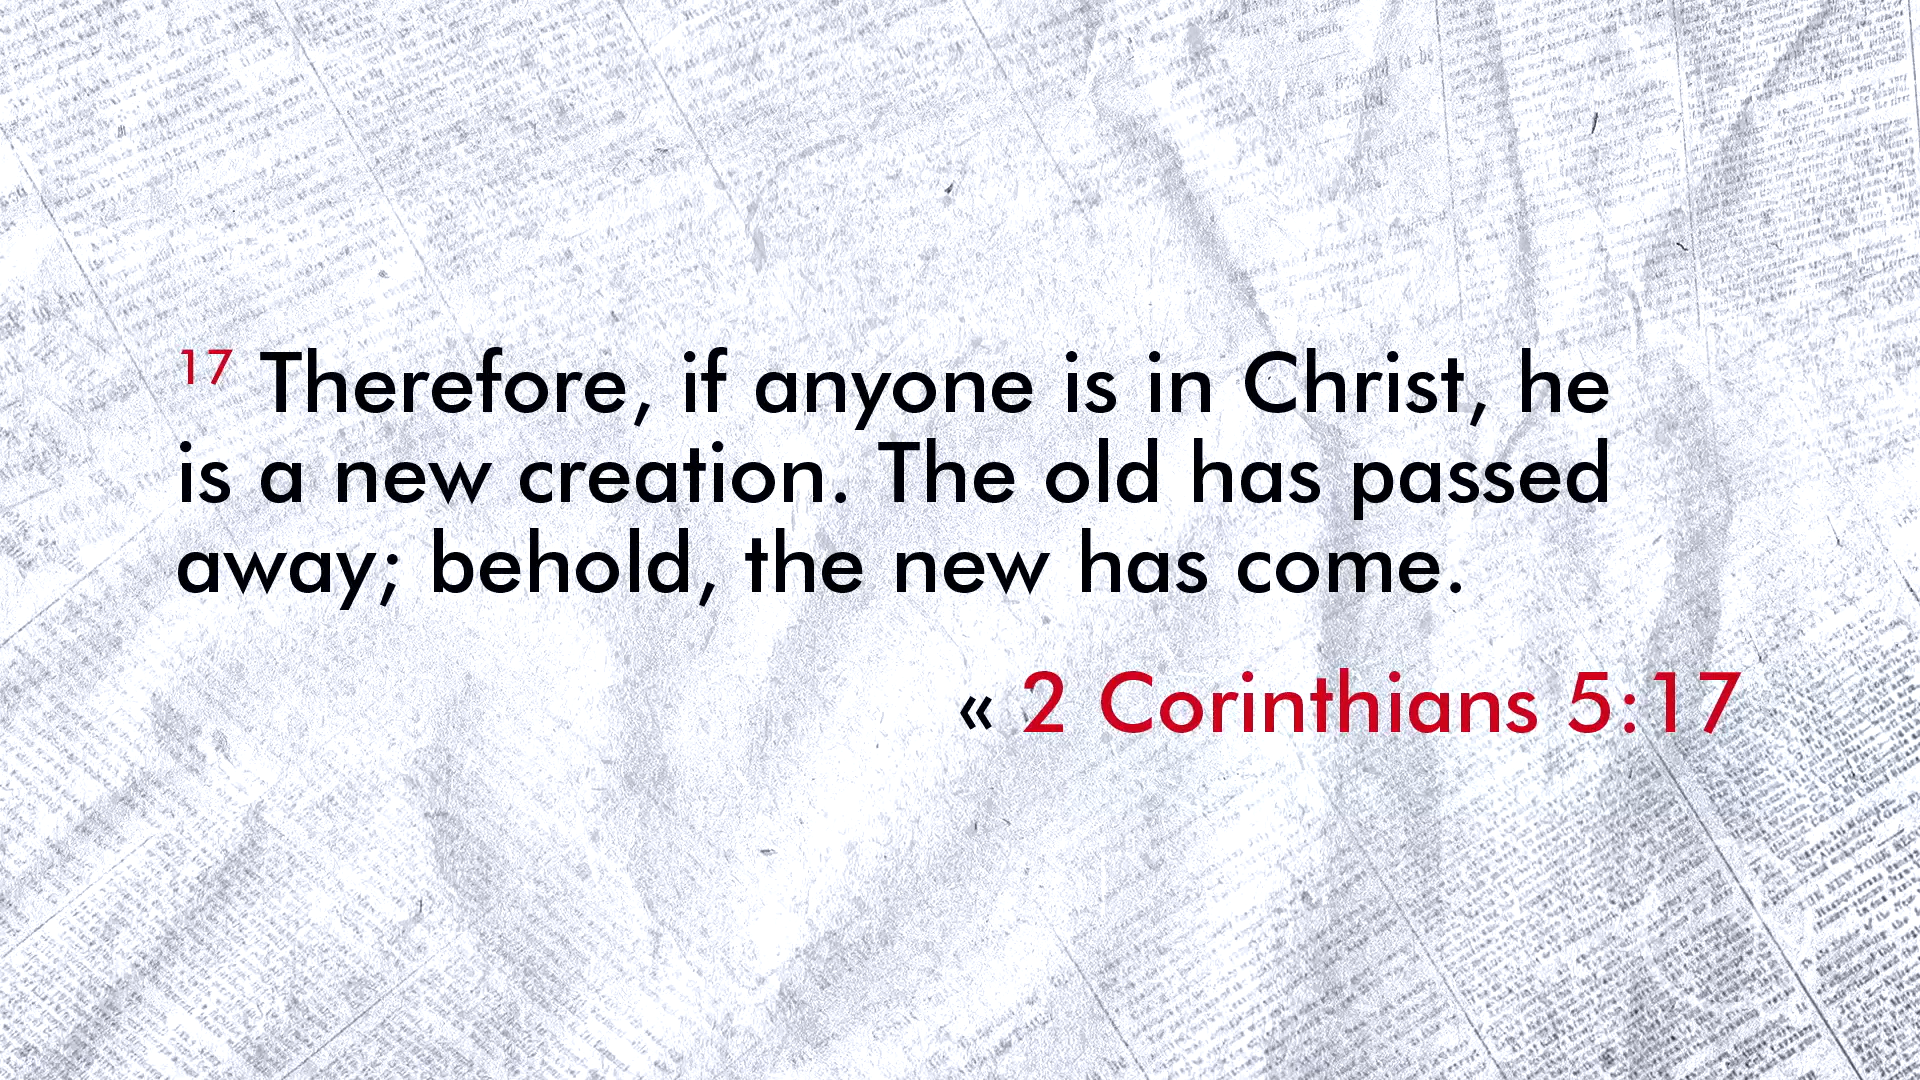 17 Therefore, if anyone is in Christ, he
is a new creation. The old has passed
away; behold, the new has come.
« 2 Corinthians 5:17